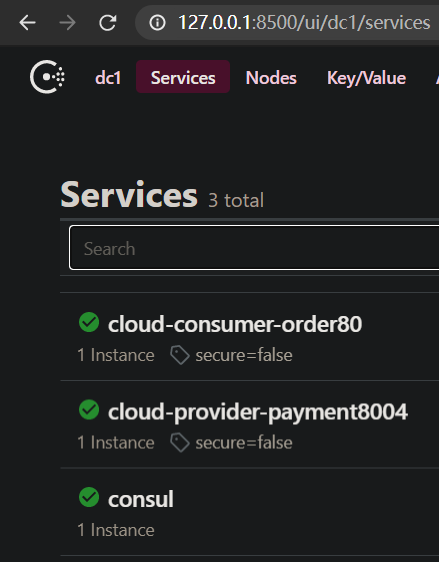 127.0.0.1:8500/ui/dc1/services
dc1 Services Nodes Key/Value
Services 3 total
Search
cloud-consumer-order80
1 Instance secure=false
cloud-provider-payment8004
1 Instance secure=false
consul
1 Instance